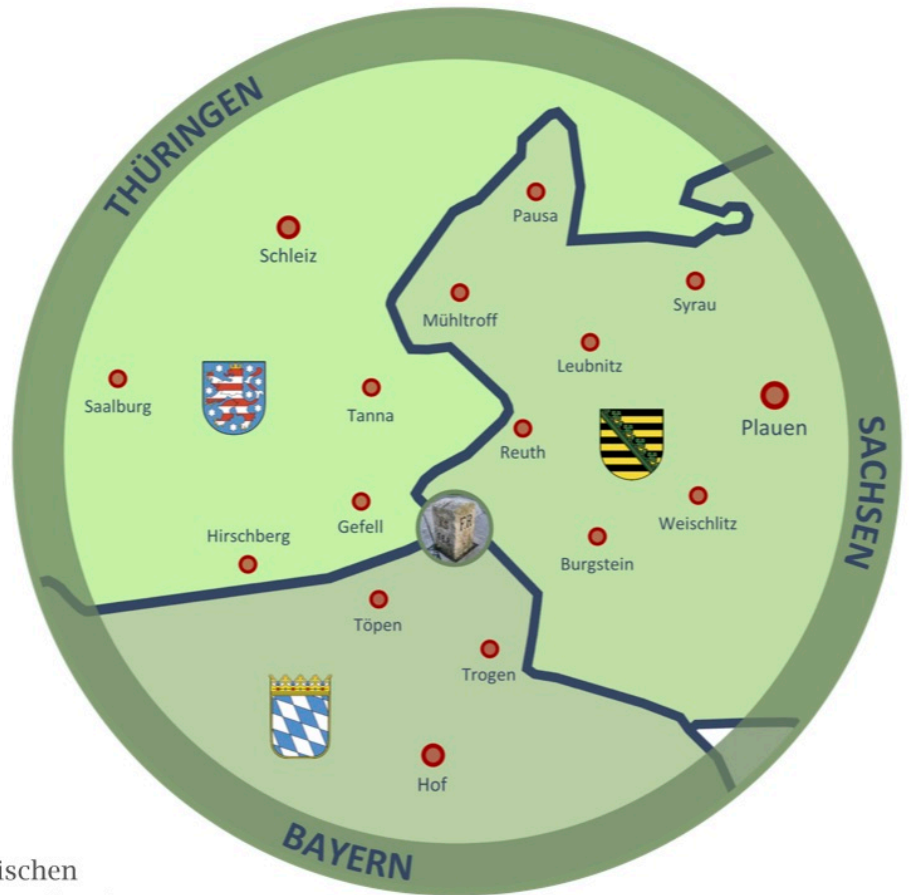 THÜRINGEN
Pausa
Schleiz
Syrau
Mühltroff
Leubnitz
Saalburg
Tanna
Plauen
SACHSEN
Reuth
Gefell
Weischlitz
Hirschberg
Burgstein
FR
Töpen
Trogen
Hof
BAYERN
ischen